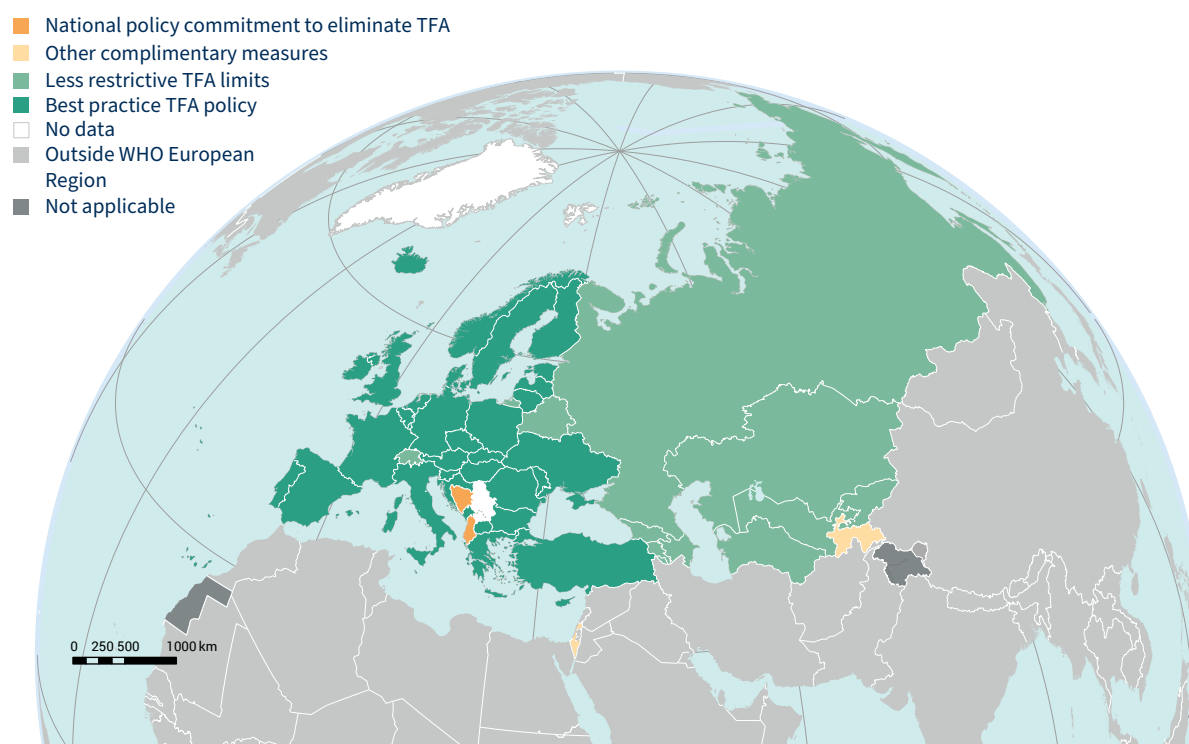 National policy commitment to eliminate TFA
Other complimentary measures
Less restrictive TFA limits
Best practice TFA policy
No data
Outside WHO European
Region
Not applicable
0 250 500 1000 km